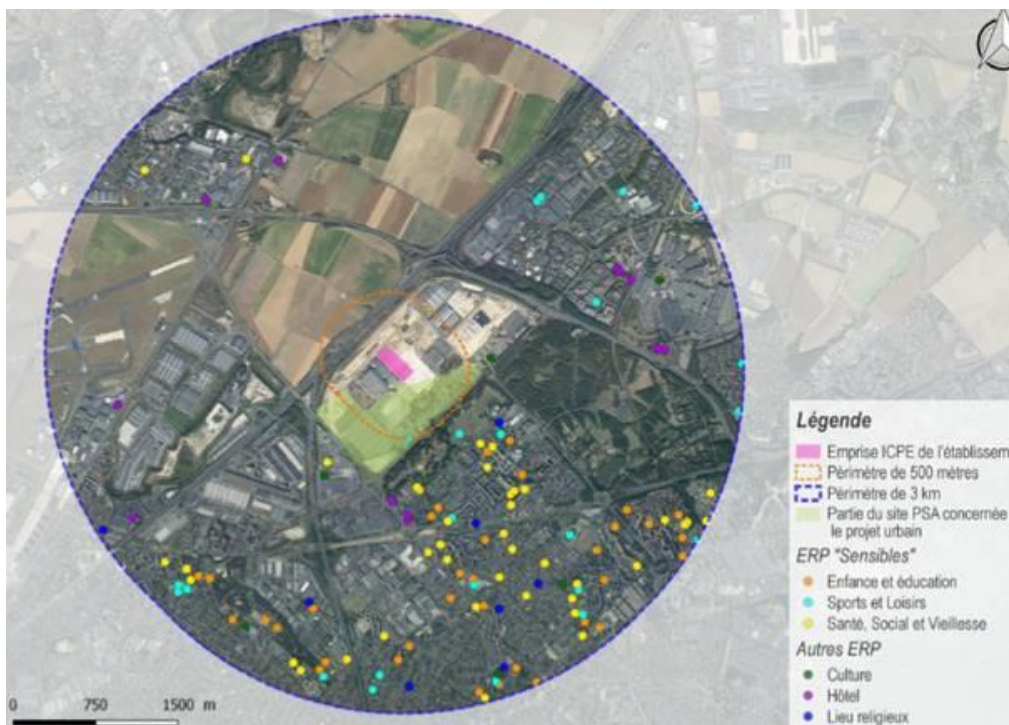 Légende
Emprise ICPE de l'établissem
Périmètre de 500 mètres
Périmètre de 3 km
Partie du site PSA concernée
le projet urbain
ERP "Sensibles"
Enfance et éducation
Sports et Loisirs
Santé, Social et Vieillesse
Autres ERP
Culture
Hôtel
Lieu religieux
0 750 1500 m